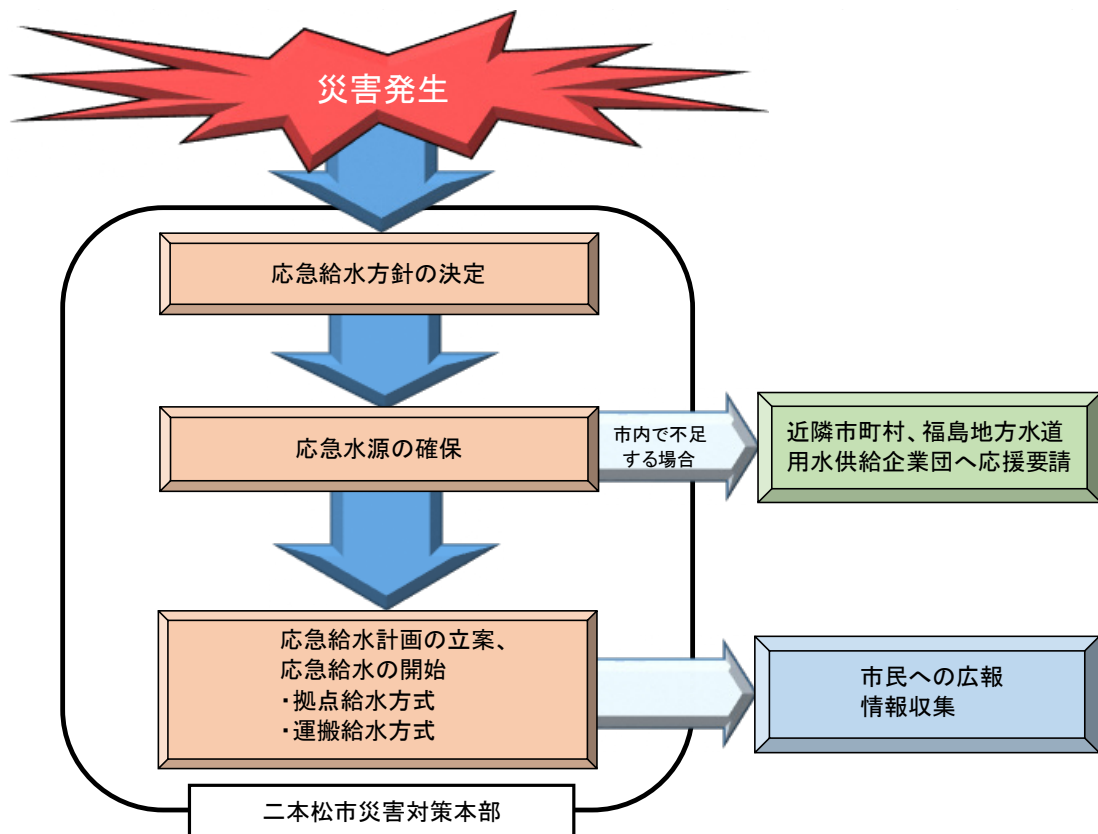 災害発生
応急給水方針の決定
応急水源の確保
市内で不足
する場合
近隣市町村、福島地方水道
用水供給企業団へ応援要請
応急給水計画の立案、
応急給水の開始
・拠点給水方式
・運搬給水方式
市民への広報
情報収集
二本松市災害対策本部